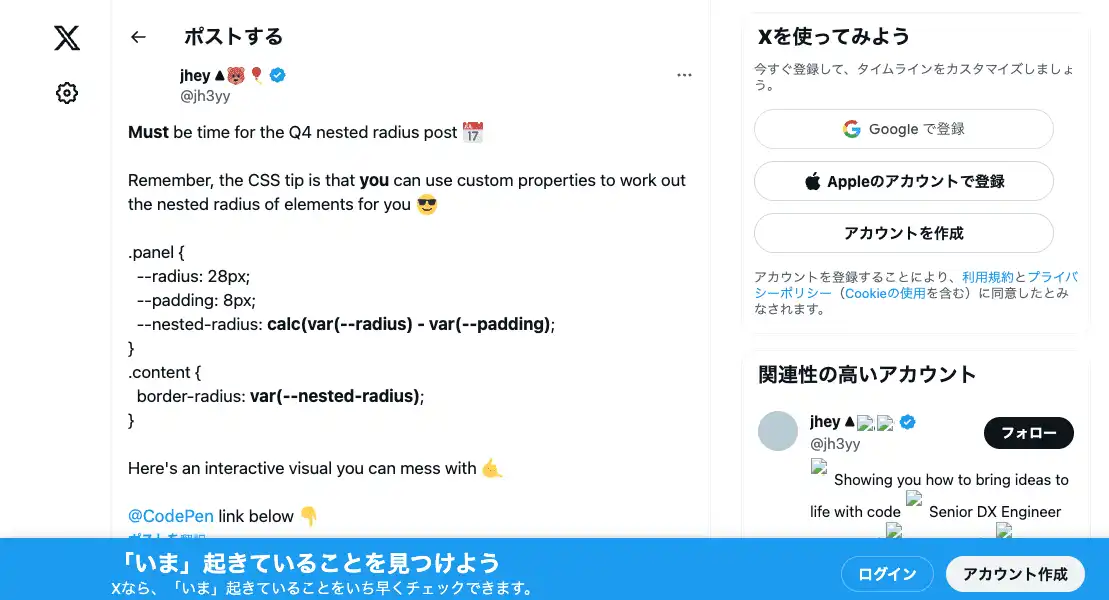 ポストする
jhey
@jh3yy
Must be time for the Q4 nested radius post
Remember, the CSS tip is that you can use custom properties to work out
the nested radius of elements for you
.panel {
--radius: 28px;
--padding: 8px;
--nested-radius: calc(var(--radius) - var(--padding);
}
.content {
border-radius: var(--nested-radius);
}
Here's an interactive visual you can mess with
@CodePen link below
Xを使ってみよう
今すぐ登録して、タイムラインをカスタマイズしましょ
う。
Google で登録
Appleのアカウントで登録
アカウントを作成
アカウントを登録することにより、利用規約とプライバ
シーポリシー（Cookieの使用を含む）に同意したとみ
なされます。
関連性の高いアカウント
jhey
@jh3yy
フォロー
Showing you how to bring ideas to
life with code Senior DX Engineer
「いま」起きていることを見つけよう
Xなら、「いま」起きていることをいち早くチェックできます。
ログイン
アカウント作成